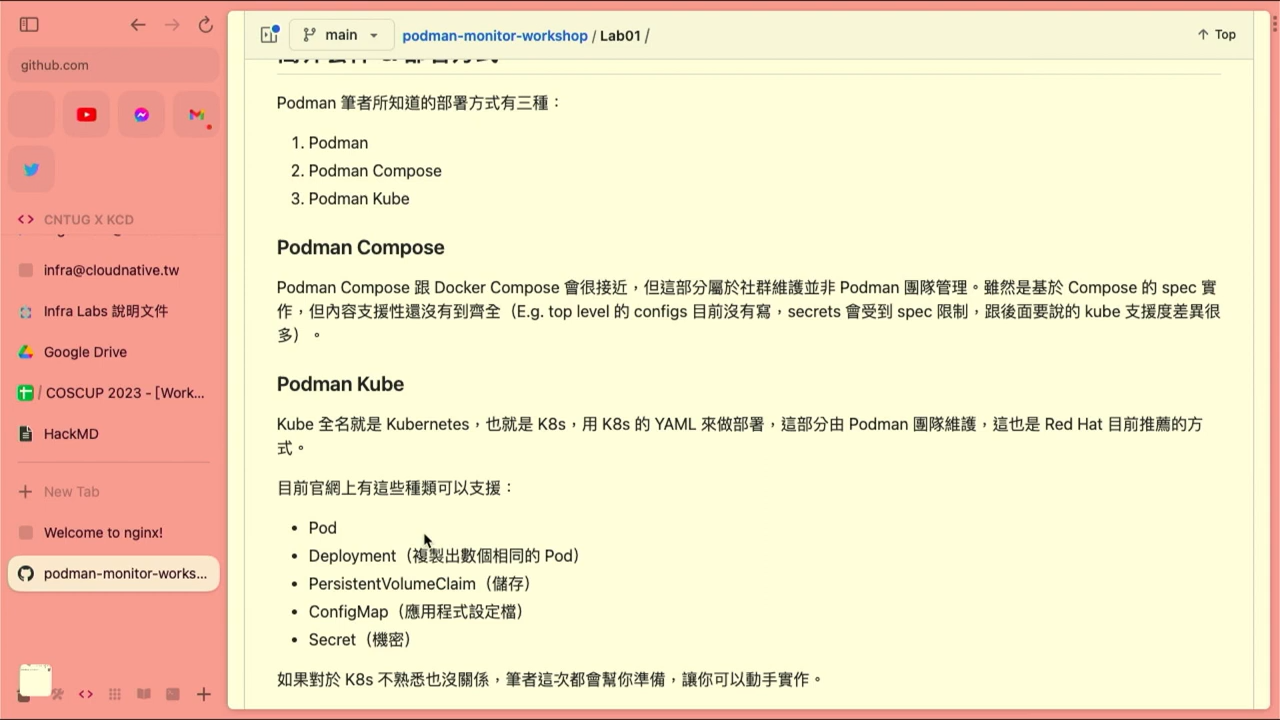 main
podman-monitor-workshop / Lab01 /
Top
github.com
CNTUG X KCD
infra@cloudnative.tw
Infra Labs 說明文件
Google Drive
/ COSCUP 2023 - [Work...
HackMD
New Tab
Welcome to nginx!
podman-monitor-works...
Podman 筆者所知道的部署方式有三種：
1. Podman
2. Podman Compose
3. Podman Kube
Podman Compose
Podman Compose 跟 Docker Compose 會很接近，但這部分屬於社群維護並非 Podman 團隊管理。雖然是基於 Compose 的 spec 實
作，但內容支援性還沒有到齊全（E.g. top level 的 configs 目前沒有寫，secrets 會受到 spec 限制，跟後面要說的 kube 支援度差異很
多）。
Podman Kube
Kube 全名就是 Kubernetes，也就是 K8s，用 K8s 的 YAML 來做部署，這部分由 Podman 團隊維護，這也是 Red Hat 目前推薦的方
式。
目前官網上有這些種類可以支援：
• Pod
• Deployment（複製出數個相同的 Pod）
• PersistentVolumeClaim（儲存）
• ConfigMap（應用程式設定檔）
• Secret（機密）
如果對於 K8s 不熟悉也沒關係，筆者這次都會幫你準備，讓你可以動手實作。